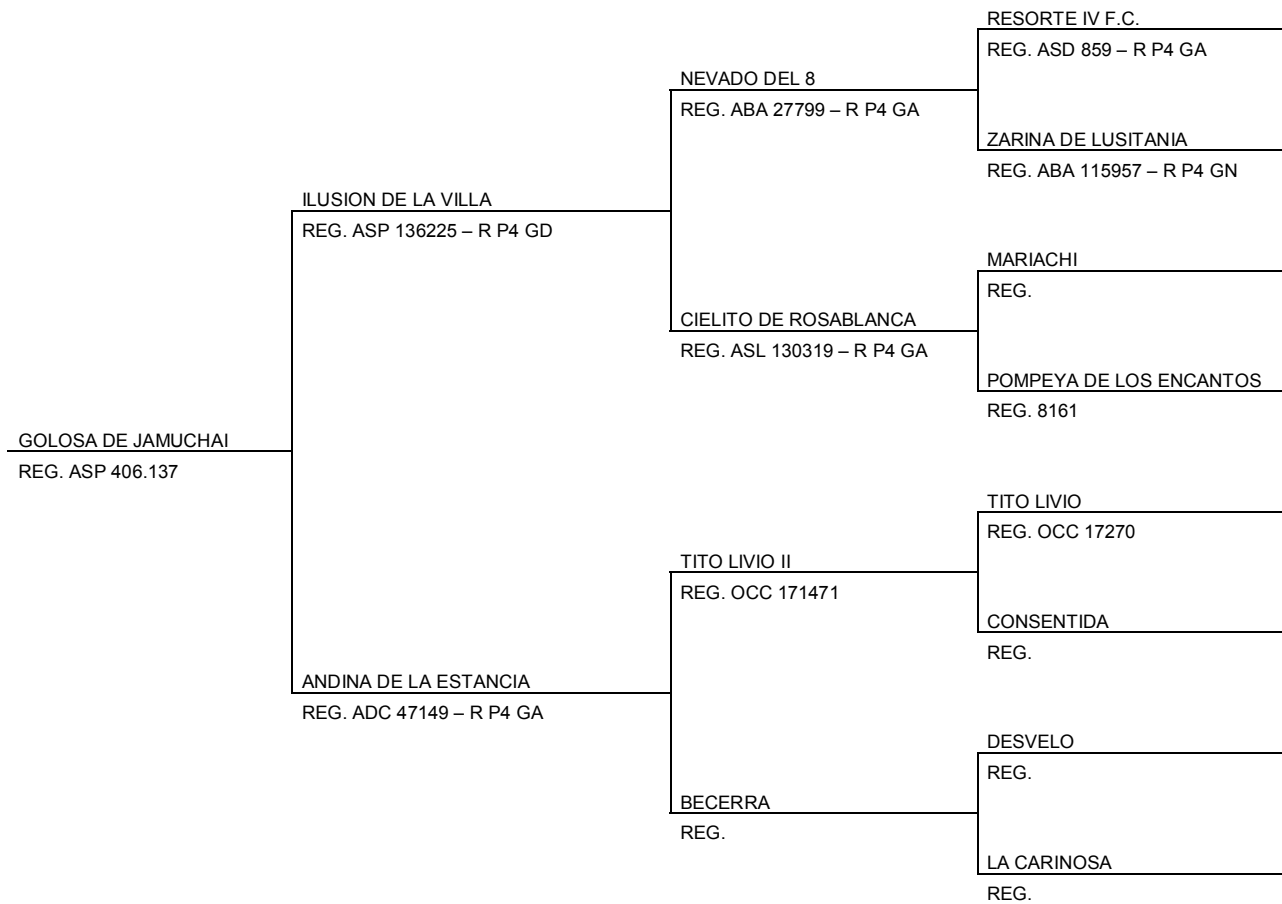 RESORTE IV F.C.
REG. ASD 859 – R P4 GA
NEVADO DEL 8
REG. ABA 27799 – R P4 GA
ZARINA DE LUSITANIA
REG. ABA 115957 – R P4 GN
ILUSION DE LA VILLA
REG. ASP 136225 – R P4 GD
MARIACHI
REG.
CIELITO DE ROSABLANCA
REG. ASL 130319 – R P4 GA
POMPEYA DE LOS ENCANTOS
REG. 8161
GOLOSA DE JAMUCHAI
REG. ASP 406.137
TITO LIVIO
REG. OCC 17270
TITO LIVIO II
REG. OCC 171471
CONSENTIDA
REG.
ANDINA DE LA ESTANCIA
REG. ADC 47149 – R P4 GA
DESVELO
REG.
BECERRA
REG.
LA CARINOSA
REG.